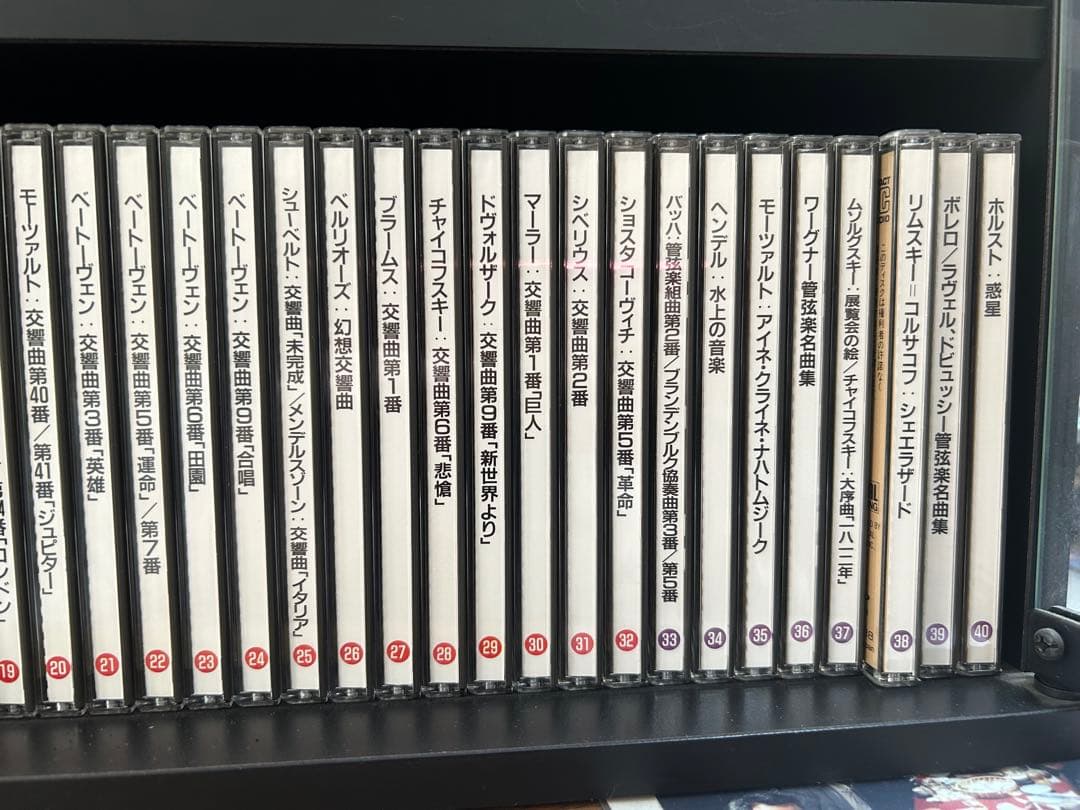 19
モーツァルト：交響曲第40番／第41番「ジュピター」
20
ベートーヴェン：交響曲第3番「英雄」
21
ベートーヴェン：交響曲第5番「運命」／第7番
22
ベートーヴェン：交響曲第6番「田園」
23
ベートーヴェン：交響曲第9番「合唱」
24
シューベルト：交響曲「未完成」／メンデルスゾーン：交響曲「イタリア」
25
ベルリオーズ：幻想交響曲
26
ブラームス：交響曲第1番
27
チャイコフスキー：交響曲第6番「悲愴」
28
ドヴォルザーク：交響曲第9番「新世界より」
29
マーラー：交響曲第1番「巨人」
30
シベリウス：交響曲第2番
31
ショスタコーヴィチ：交響曲第5番「革命」
32
バッハ：管弦楽組曲第2番／ブランデンブルク協奏曲第3番／第5番
33
ヘンデル：水上の音楽
34
モーツァルト：アイネ・クライネ・ナハトムジーク
35
ワーグナー管弦楽名曲集
36
ムソルグスキー：展覧会の絵／チャイコフスキー：大序曲「一八一二年」
37
このディスクは権利者の許諾なく
リムスキー＝コルサコフ：シェエラザード
38
ボレロ／ラヴェル、ドビュッシー管弦楽名曲集
39
ホルスト：惑星
40